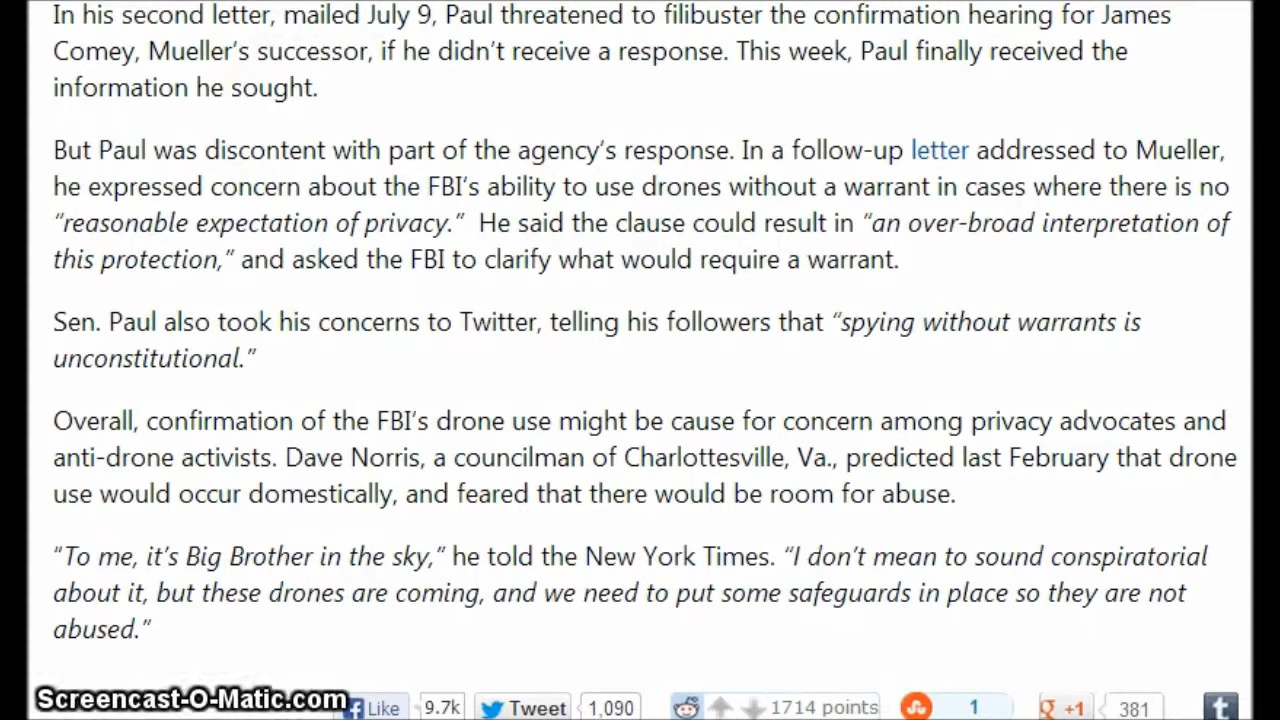 In his second letter, mailed July 9, Paul threatened to filibuster the confirmation hearing for James
Comey, Mueller’s successor, if he didn’t receive a response. This week, Paul finally received the
information he sought.
But Paul was discontent with part of the agency’s response. In a follow-up letter addressed to Mueller,
he expressed concern about the FBI’s ability to use drones without a warrant in cases where there is no
“reasonable expectation of privacy.” He said the clause could result in “an over-broad interpretation of
this protection,” and asked the FBI to clarify what would require a warrant.
Sen. Paul also took his concerns to Twitter, telling his followers that “spying without warrants is
unconstitutional.”
Overall, confirmation of the FBI’s drone use might be cause for concern among privacy advocates and
anti-drone activists. Dave Norris, a councilman of Charlottesville, Va., predicted last February that drone
use would occur domestically, and feared that there would be room for abuse.
“To me, it’s Big Brother in the sky,” he told the New York Times. “I don’t mean to sound conspiratorial
about it, but these drones are coming, and we need to put some safeguards in place so they are not
abused.”
Screencast-O-Matic.com
Like 9.7k Tweet 1,090 1714 points 1 +1 381